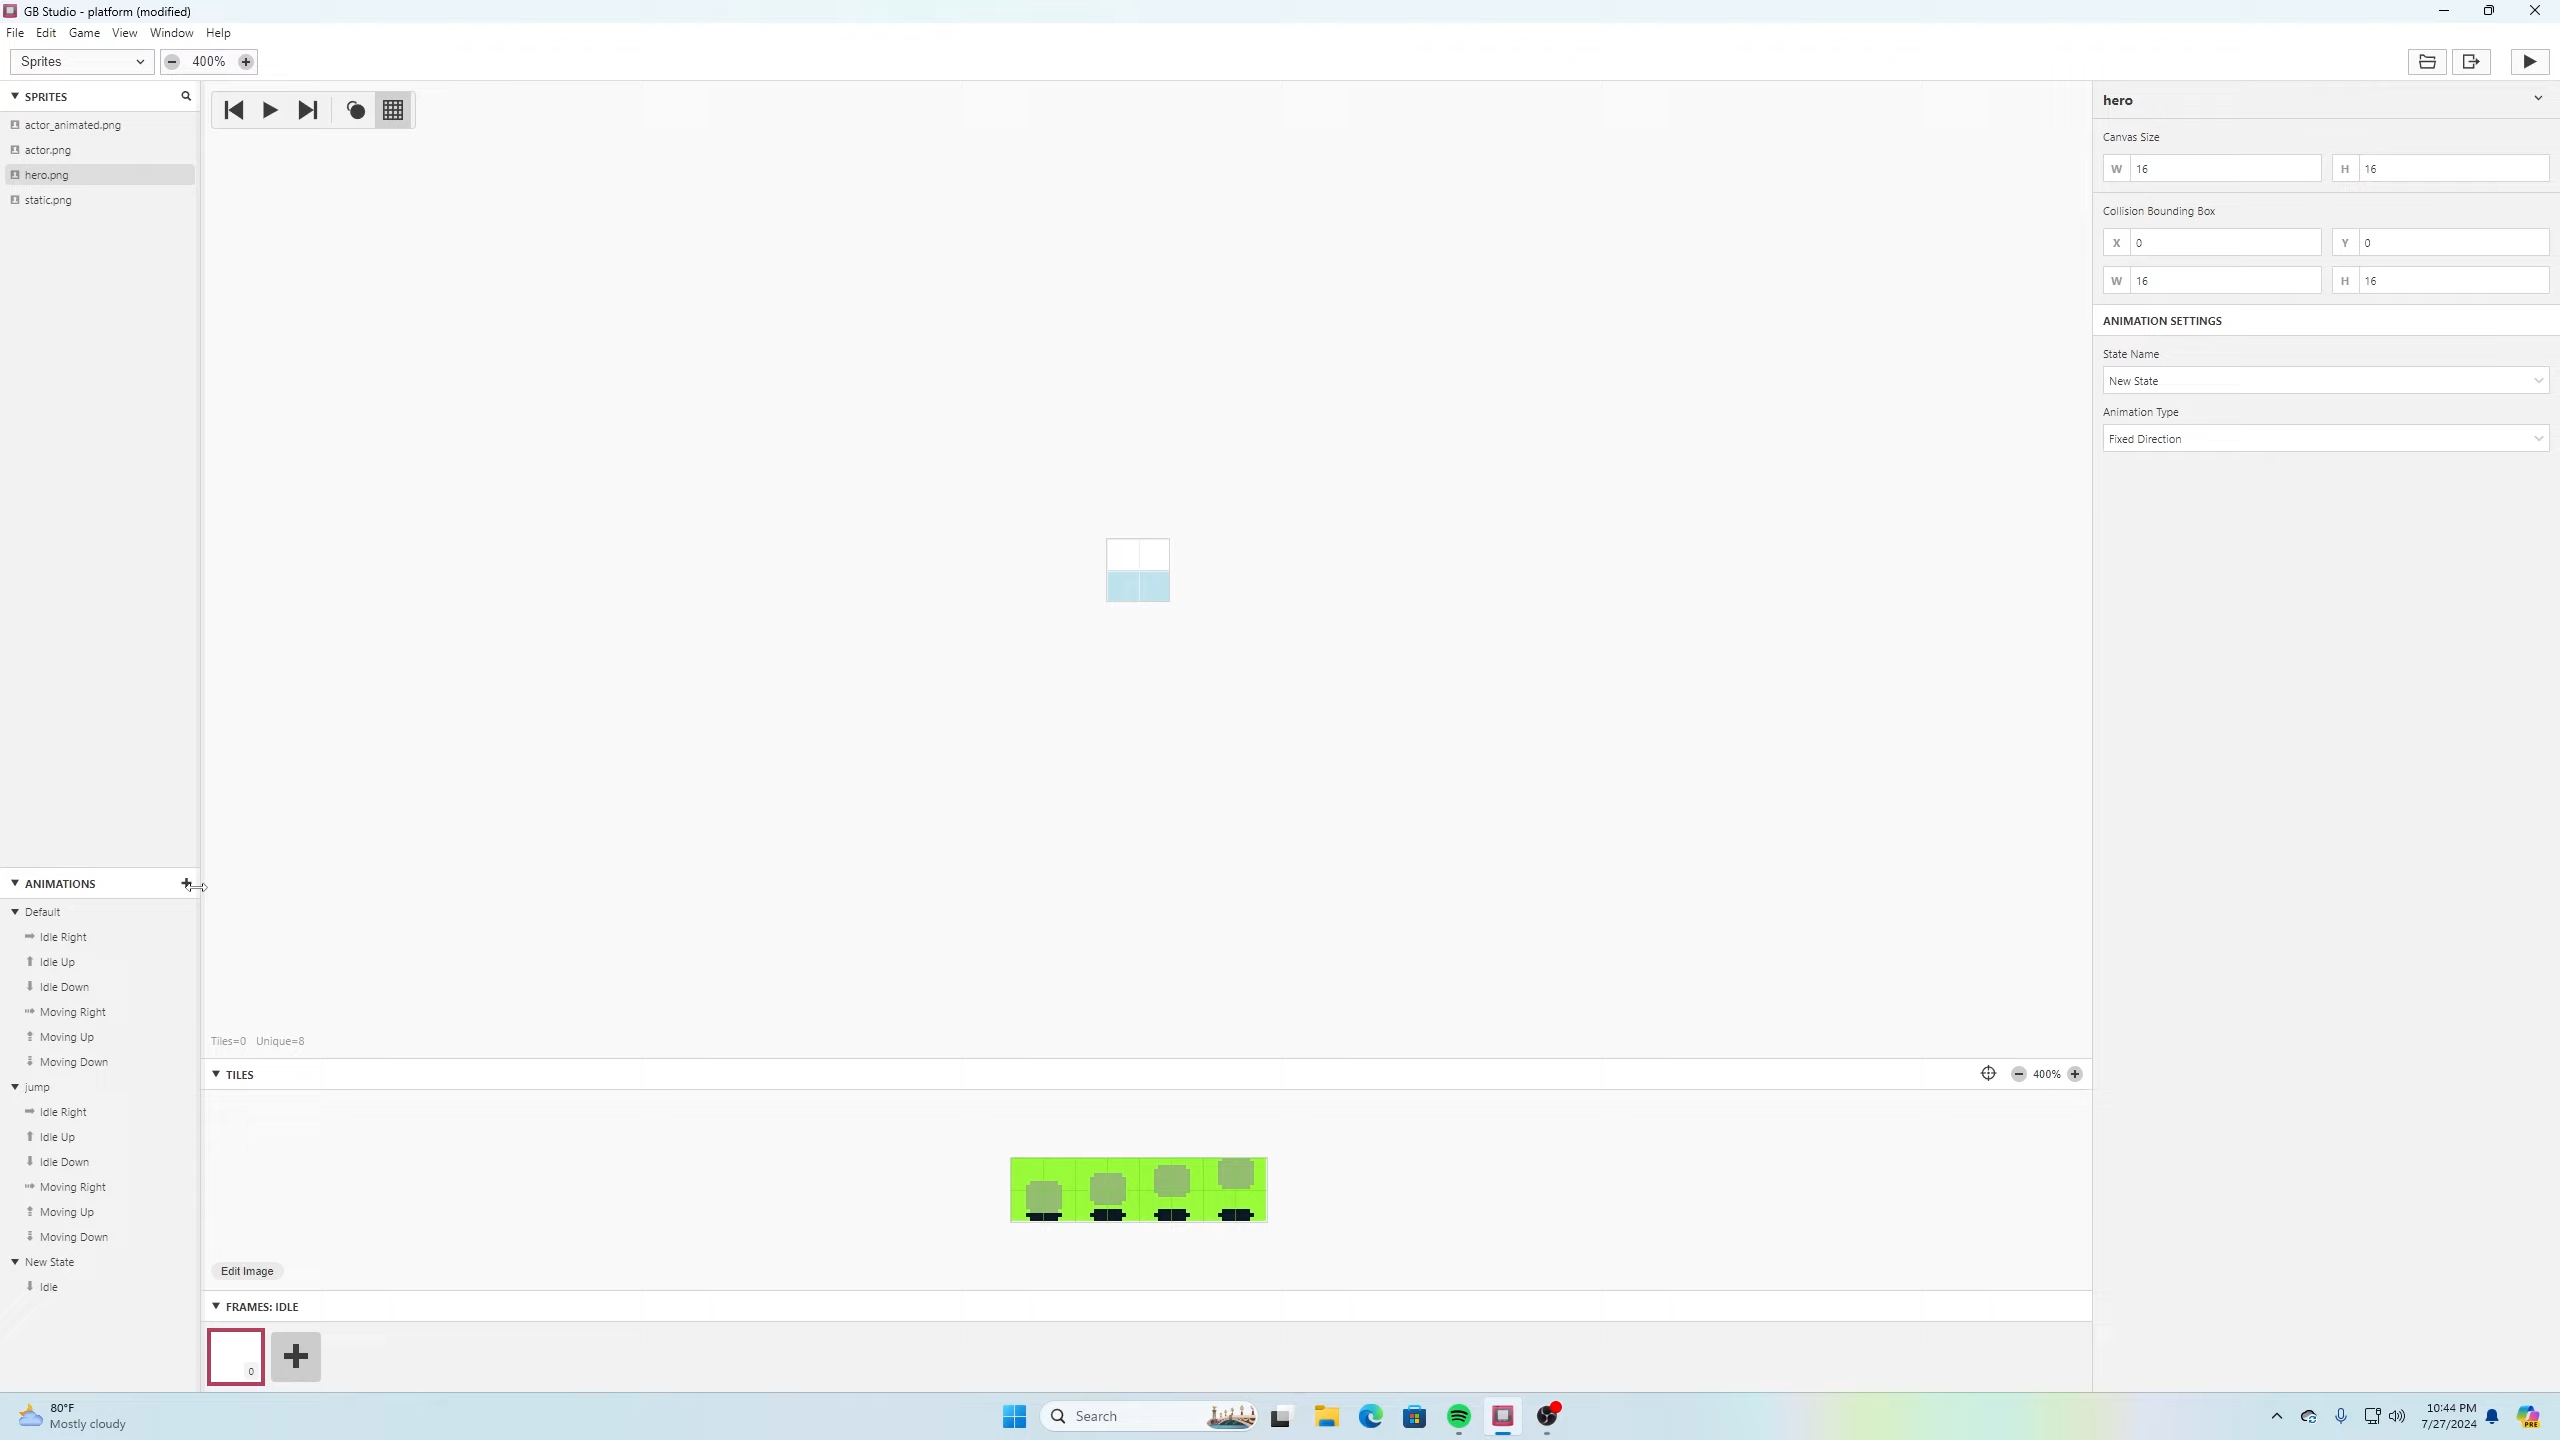 GB Studio - platform (modified)
File Edit Game View Window Help
Sprites 400%
SPRITES
actor_animated.png
actor.png
hero.png
static.png
ANIMATIONS
Default
Idle Right
Idle Up
Idle Down
Moving Right
Moving Up
Moving Down
jump
Idle Right
Idle Up
Idle Down
Moving Right
Moving Up
Moving Down
New State
Idle
Tiles=0 Unique=8
TILES 400%
Edit Image
FRAMES: IDLE
0
hero
Canvas Size
W 16 H 16
Collision Bounding Box
X 0 Y 0
W 16 H 16
ANIMATION SETTINGS
State Name
New State
Animation Type
Fixed Direction
80°F
Mostly cloudy
Search
10:44 PM
7/27/2024
PRE